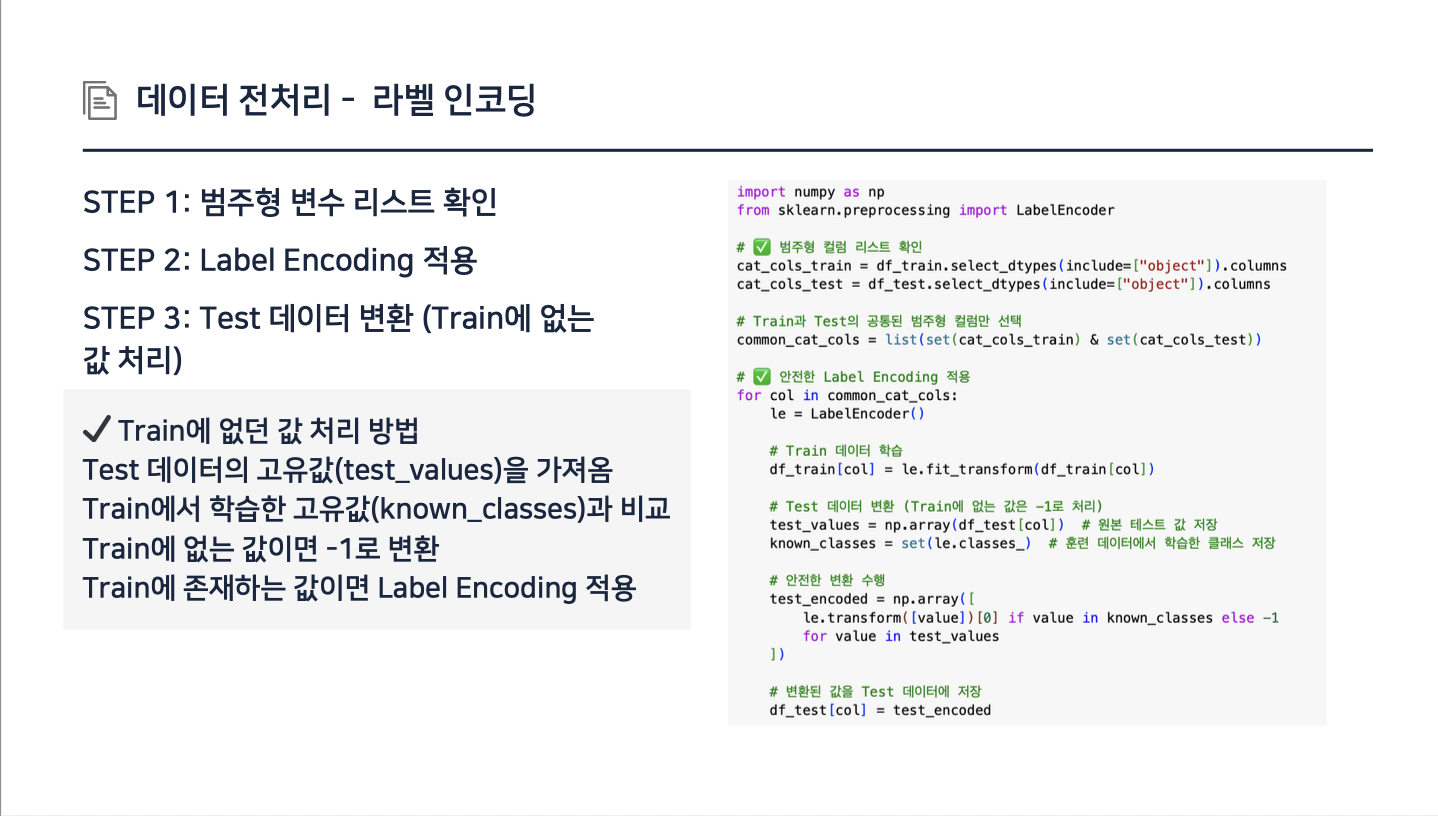 데이터 전처리 - 라벨 인코딩
STEP 1: 범주형 변수 리스트 확인
STEP 2: Label Encoding 적용
STEP 3: Test 데이터 변환 (Train에 없는
값 처리)
✔ Train에 없던 값 처리 방법
Test 데이터의 고유값(test_values)을 가져옴
Train에서 학습한 고유값(known_classes)과 비교
Train에 없는 값이면 -1로 변환
Train에 존재하는 값이면 Label Encoding 적용
import numpy as np
from sklearn.preprocessing import LabelEncoder
# ✅ 범주형 컬럼 리스트 확인
cat_cols_train = df_train.select_dtypes(include=["object"]).columns
cat_cols_test = df_test.select_dtypes(include=["object"]).columns
# Train과 Test의 공통된 범주형 컬럼만 선택
common_cat_cols = list(set(cat_cols_train) & set(cat_cols_test))
# ✅ 안전한 Label Encoding 적용
for col in common_cat_cols:
    le = LabelEncoder()
    # Train 데이터 학습
    df_train[col] = le.fit_transform(df_train[col])
    # Test 데이터 변환 (Train에 없는 값은 -1로 처리)
    test_values = np.array(df_test[col])  # 원본 테스트 값 저장
    known_classes = set(le.classes_)  # 훈련 데이터에서 학습한 클래스 저장
    # 안전한 변환 수행
    test_encoded = np.array([
        le.transform([value])[0] if value in known_classes else -1
        for value in test_values
    ])
    # 변환된 값을 Test 데이터에 저장
    df_test[col] = test_encoded